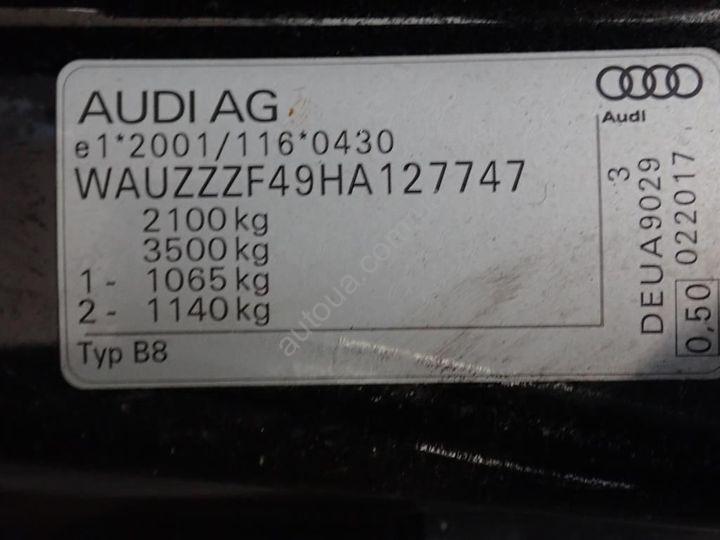 AUDI AG
Audi
e1*2001/116*0430
WAUZZZF49HA127747
2100 kg
3500 kg
1 - 1065 kg
2 - 1140 kg
Typ B8
3
DEUA9029
022017
0,50
autoua.com.ua